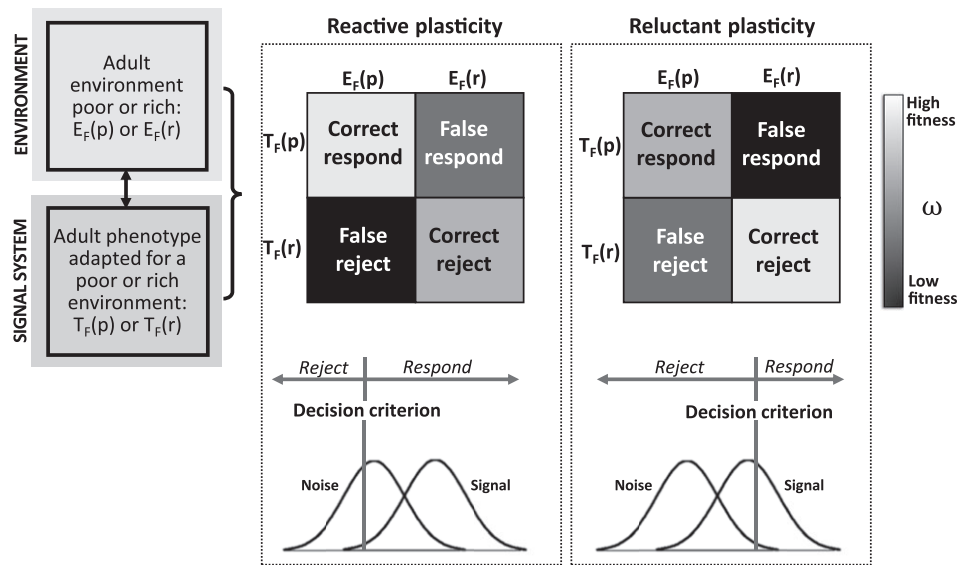 ENVIRONMENT
Adult
environment
poor or rich:
E_F(p) or E_F(r)
SIGNAL SYSTEM
Adult phenotype
adapted for a
poor or rich
environment:
T_F(p) or T_F(r)
Reactive plasticity
E_F(p) E_F(r)
T_F(p)
Correct
respond
False
respond
T_F(r)
False
reject
Correct
reject
Reject Respond
Decision criterion
Noise Signal
Reluctant plasticity
E_F(p) E_F(r)
T_F(p)
Correct
respond
False
respond
T_F(r)
False
reject
Correct
reject
Reject Respond
Decision criterion
Noise Signal
High
fitness
ω
Low
fitness